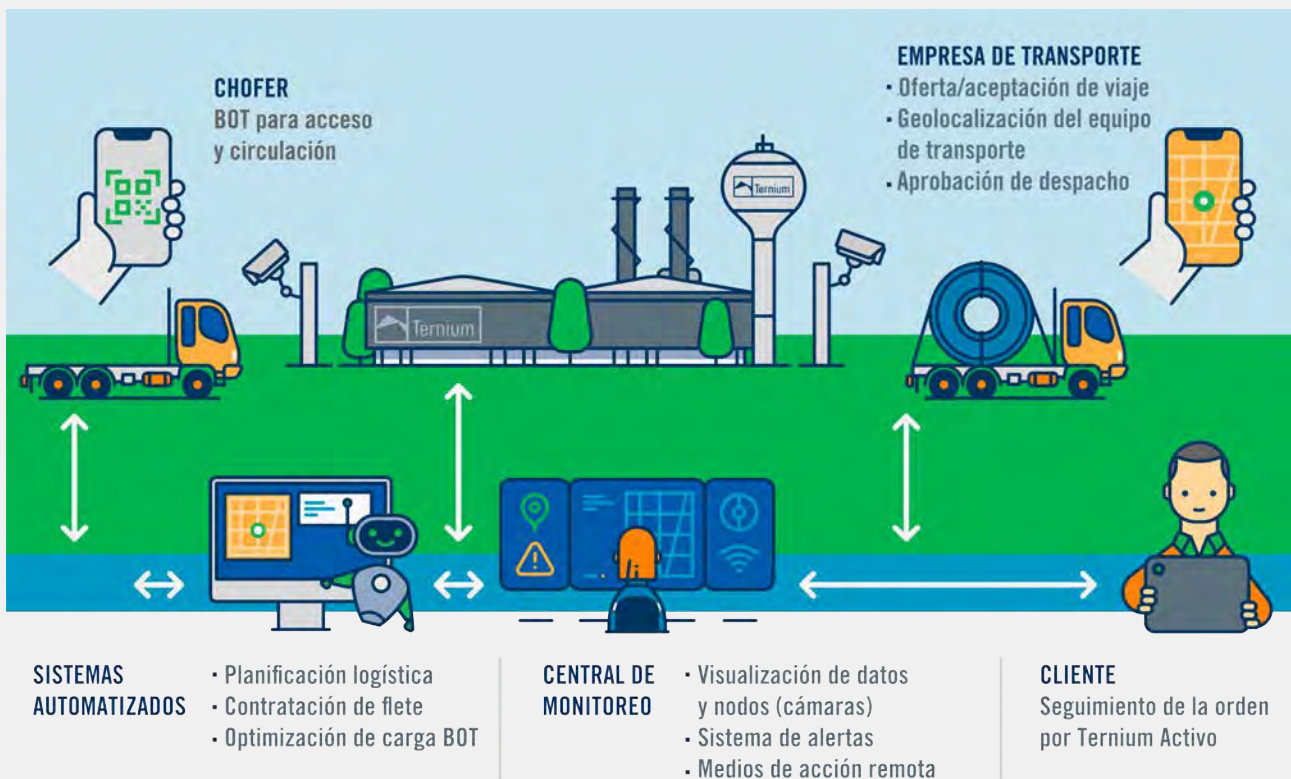 CHOFER
BOT para acceso
y circulación
EMPRESA DE TRANSPORTE
▪ Oferta/aceptación de viaje
▪ Geolocalización del equipo
de transporte
▪ Aprobación de despacho
Ternium
Ternium
SISTEMAS
AUTOMATIZADOS
▪ Planificación logística
▪ Contratación de flete
▪ Optimización de carga BOT
CENTRAL DE
MONITOREO
▪ Visualización de datos
y nodos (cámaras)
▪ Sistema de alertas
▪ Medios de acción remota
CLIENTE
Seguimiento de la orden
por Ternium Activo